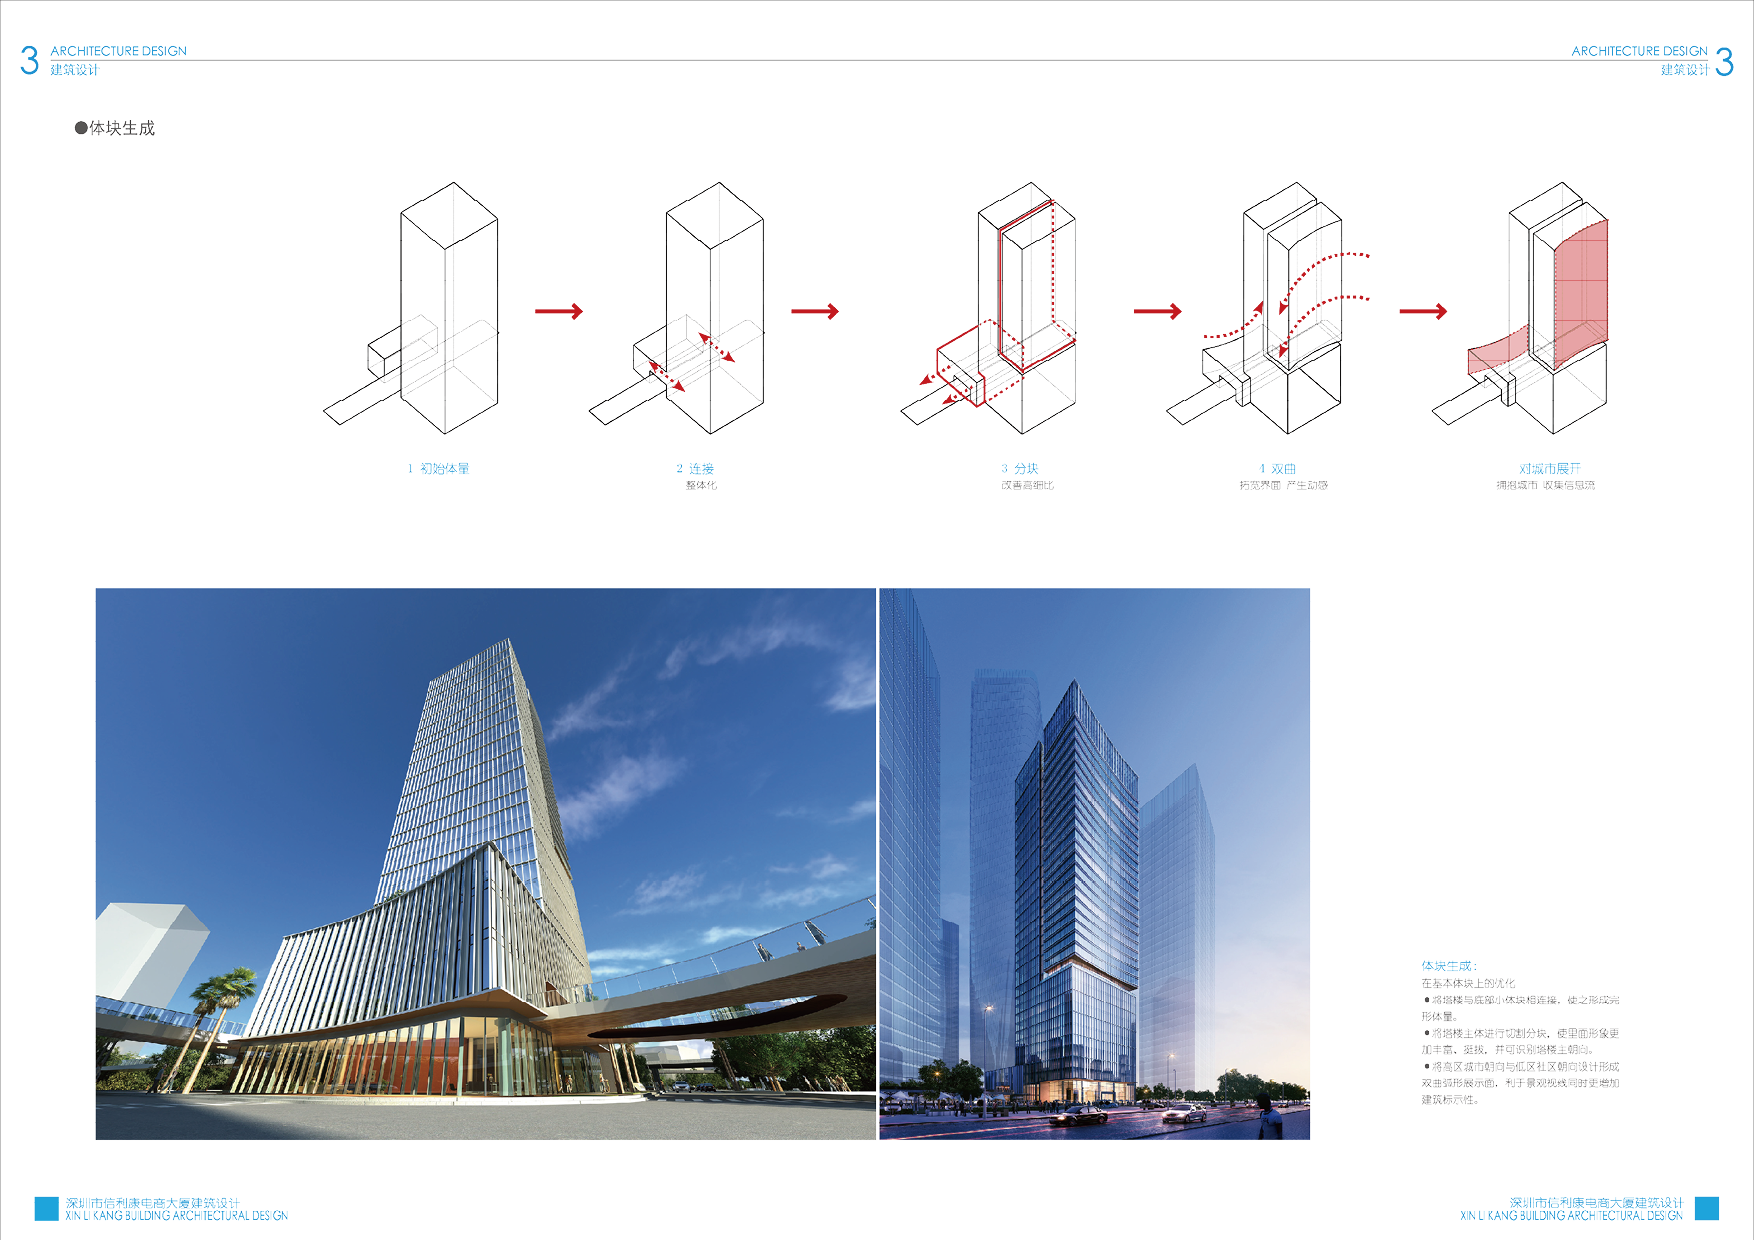 3 ARCHITECTURE DESIGN
建筑设计
ARCHITECTURE DESIGN 3
建筑设计
●体块生成
1 初始体量
2 连接
整体化
3 分块
改善高细比
4 双曲
拓宽界面 产生动感
对城市展开
拥抱城市 收集信息流
体块生成：
在基本体块上的优化
●将塔楼与底部小体块相连接，使之形成完
形体量。
●将塔楼主体进行切割分块，使里面形象更
加丰富，挺拔，并可识别塔楼主朝向。
●将高区城市朝向与低区社区朝向设计形成
双曲弧形展示面，利于景观视线同时更增加
建筑标示性。
深圳市信利康电商大厦建筑设计
XIN LI KANG BUILDING ARCHITECTURAL DESIGN
深圳市信利康电商大厦建筑设计
XIN LI KANG BUILDING ARCHITECTURAL DESIGN